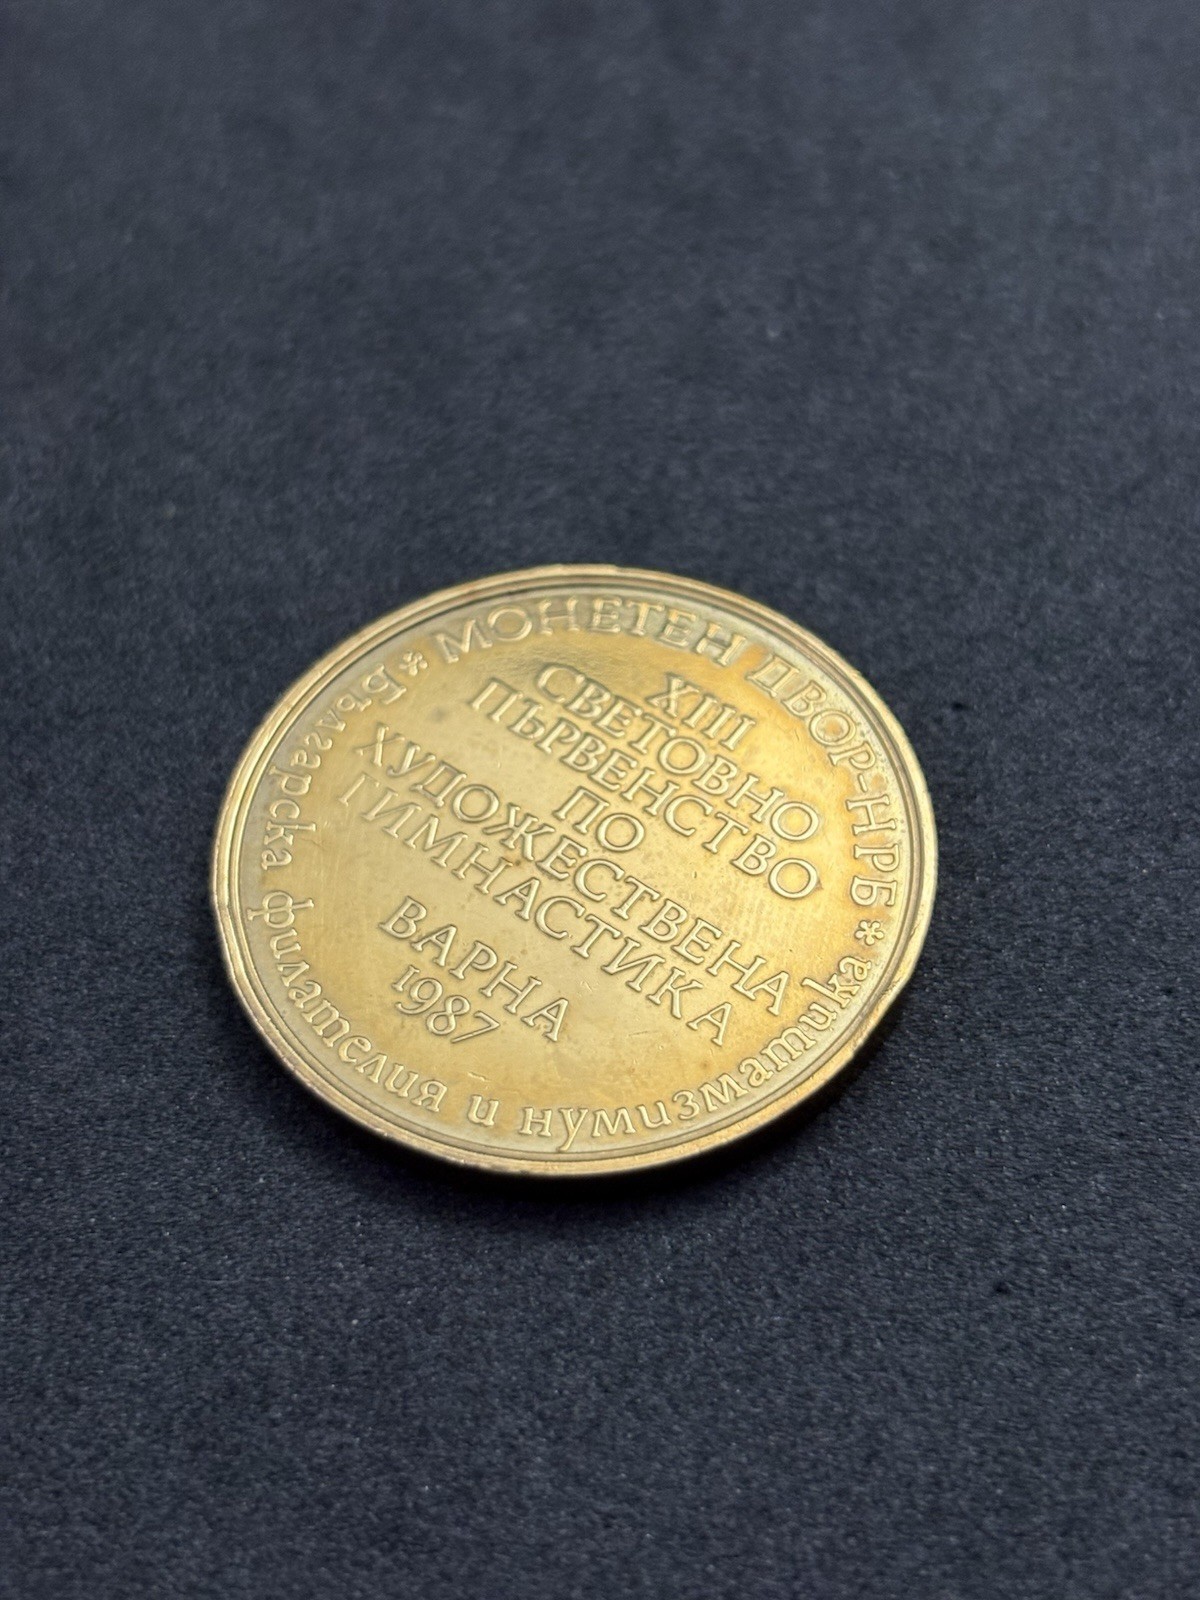 МОНЕТЕН ДВОР-НРБ
XIII
СВЕТОВНО
ПЪРВЕНСТВО
ПО
ХУДОЖЕСТВЕНА
ГИМНАСТИКА
ВАРНА
1987
* Българска филателия и нумизматика *